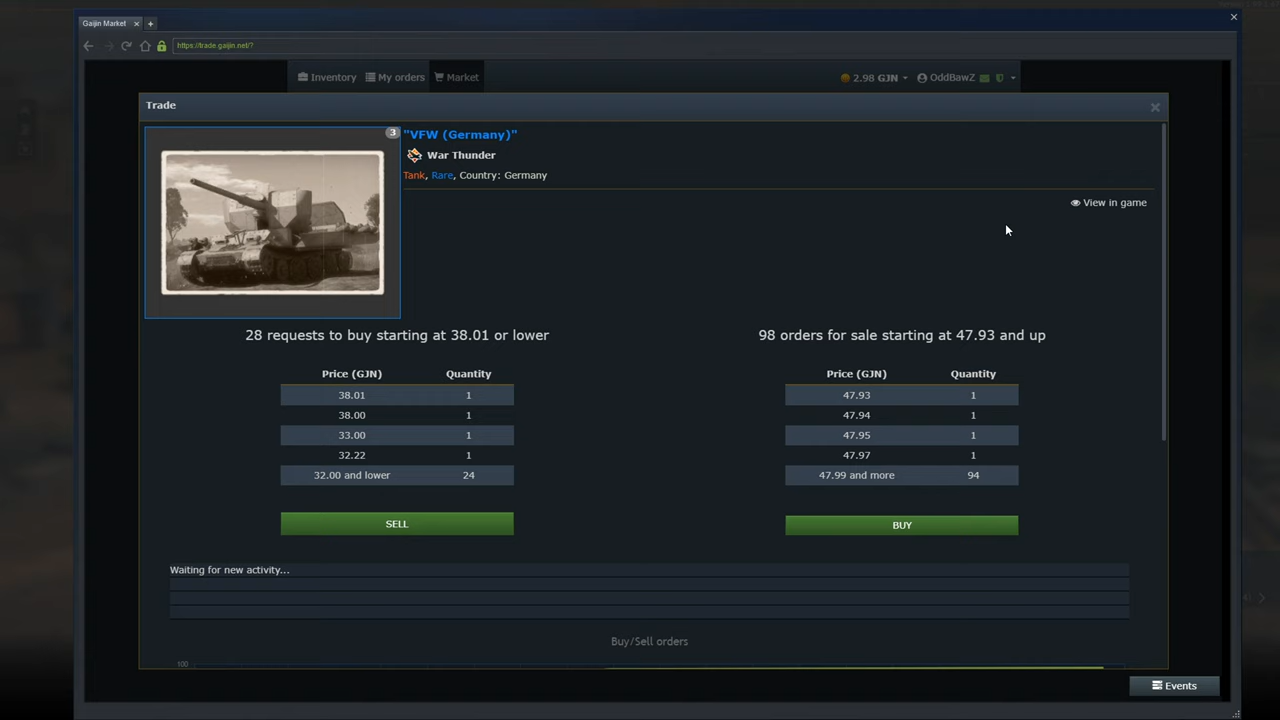 Gaijin Market
https://trade.gaijin.net/?
Inventory My orders Market 2.98 GJN OddBawZ
Trade
3
"VFW (Germany)"
War Thunder
Tank, Rare, Country: Germany
View in game
28 requests to buy starting at 38.01 or lower
Price (GJN) Quantity
38.01 1
38.00 1
33.00 1
32.22 1
32.00 and lower 24
SELL
98 orders for sale starting at 47.93 and up
Price (GJN) Quantity
47.93 1
47.94 1
47.95 1
47.97 1
47.99 and more 94
BUY
Waiting for new activity...
Buy/Sell orders
100
Events